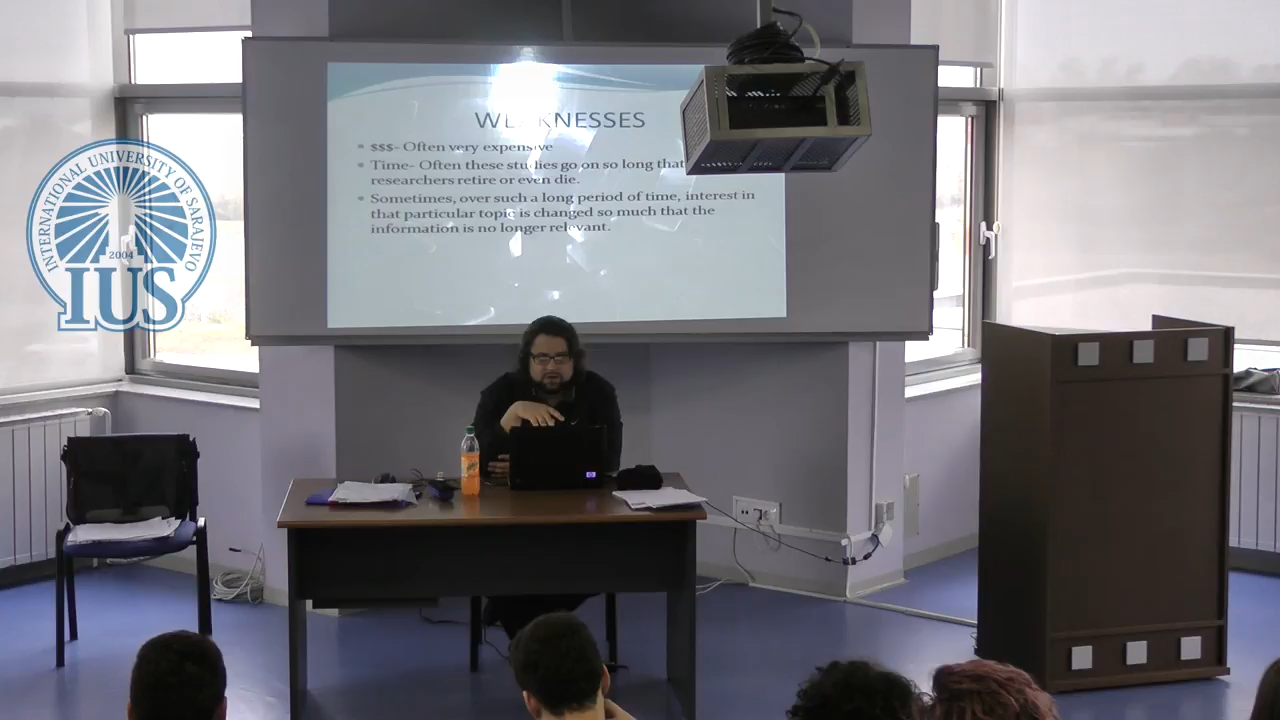 WEAKNESSES
$$$- Often very expensive
Time- Often these studies go on so long that
researchers retire or even die.
Sometimes, over such a long period of time, interest in
that particular topic is changed so much that the
information is no longer relevant.
INTERNATIONAL UNIVERSITY OF SARAJEVO
2004
IUS
hp